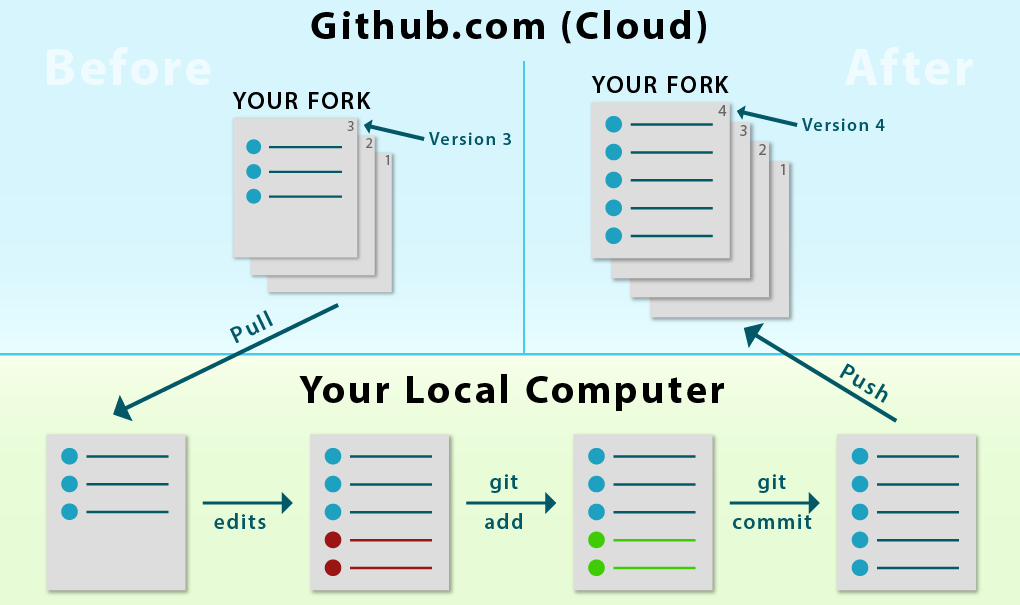 Github.com (Cloud)
Before
After
YOUR FORK
3
2
1
Version 3
YOUR FORK
4
3
2
1
Version 4
Pull
Push
Your Local Computer
edits
git
add
git
commit